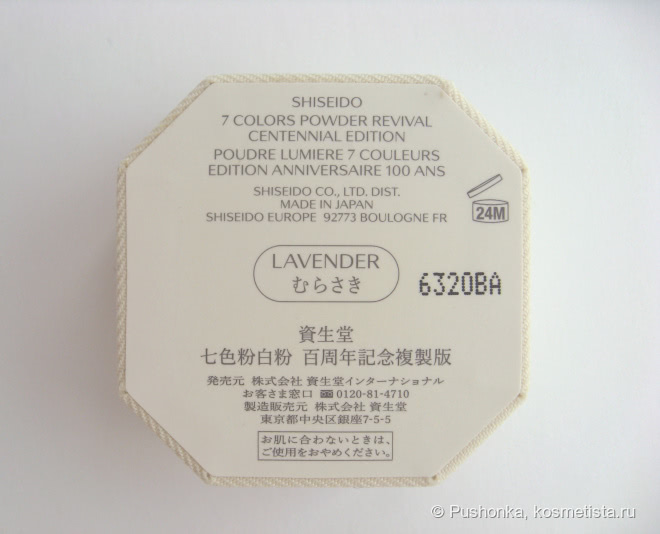 SHISEIDO
7 COLORS POWDER REVIVAL
CENTENNIAL EDITION
POUDRE LUMIERE 7 COULEURS
EDITION ANNIVERSAIRE 100 ANS
SHISEIDO CO., LTD. DIST.
MADE IN JAPAN
SHISEIDO EUROPE 92773 BOULOGNE FR
24M
LAVENDER
むらさき
6320BA
資生堂
七色粉白粉 百周年記念複製版
発売元 株式会社 資生堂インターナショナル
お客さま窓口 ☎ 0120-81-4710
製造販売元 株式会社 資生堂
東京都中央区銀座7-5-5
お肌に合わないときは、
ご使用をおやめください。
© Pushonka, kosmetista.ru